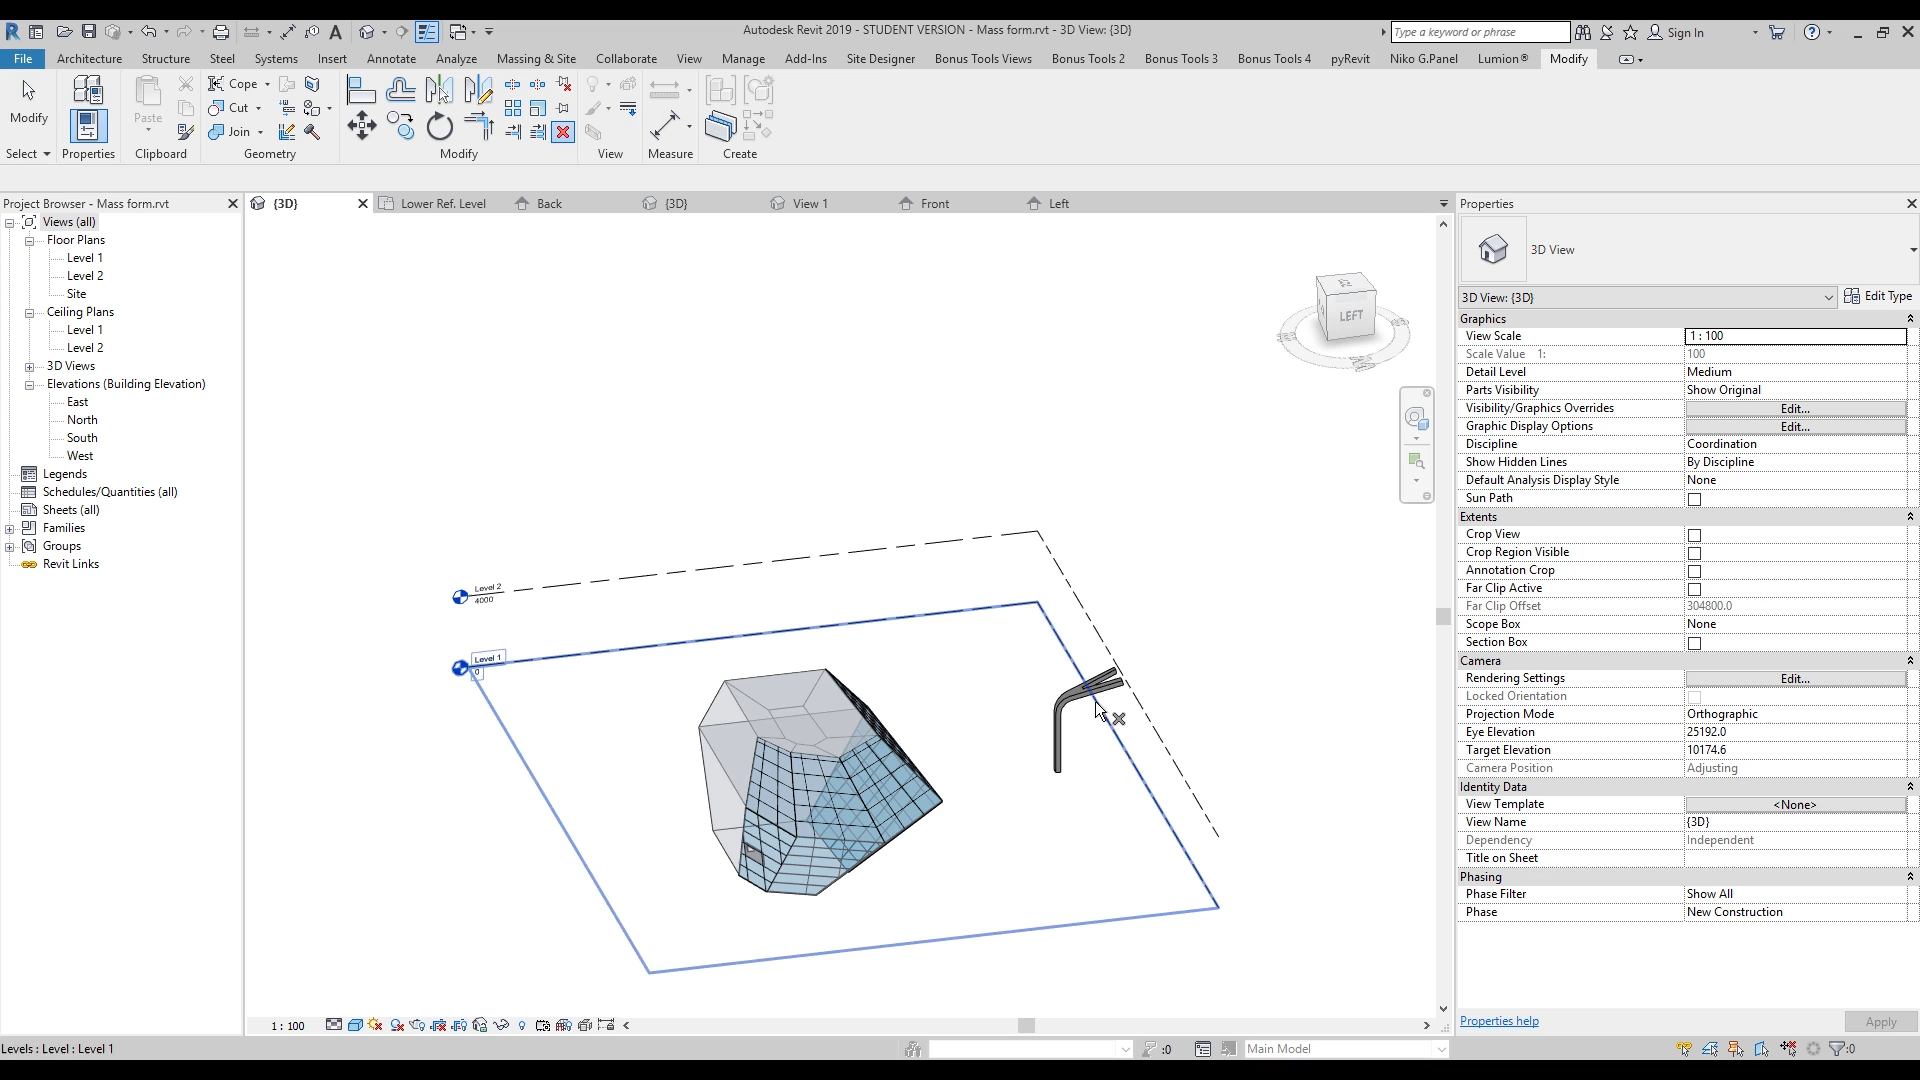 Autodesk Revit 2019 - STUDENT VERSION - Mass form.rvt - 3D View: {3D}
Type a keyword or phrase
Sign In
File Architecture Structure Steel Systems Insert Annotate Analyze Massing & Site Collaborate View Manage Add-Ins Site Designer Bonus Tools Views Bonus Tools 2 Bonus Tools 3 Bonus Tools 4 pyRevit Niko G.Panel Lumion® Modify
Modify
Paste
Cope
Cut
Join
Select Properties Clipboard Geometry Modify View Measure Create
Project Browser - Mass form.rvt
Views (all)
Floor Plans
Level 1
Level 2
Site
Ceiling Plans
Level 1
Level 2
3D Views
Elevations (Building Elevation)
East
North
South
West
Legends
Schedules/Quantities (all)
Sheets (all)
Families
Groups
Revit Links
{3D} Lower Ref. Level Back {3D} View 1 Front Left
LEFT
Level 2
4000
Level 1
0
Properties
3D View
3D View: {3D}
Edit Type
Graphics
View Scale 1 : 100
Scale Value 1: 100
Detail Level Medium
Parts Visibility Show Original
Visibility/Graphics Overrides Edit...
Graphic Display Options Edit...
Discipline Coordination
Show Hidden Lines By Discipline
Default Analysis Display Style None
Sun Path
Extents
Crop View
Crop Region Visible
Annotation Crop
Far Clip Active
Far Clip Offset 304800.0
Scope Box None
Section Box
Camera
Rendering Settings Edit...
Locked Orientation
Projection Mode Orthographic
Eye Elevation 25192.0
Target Elevation 10174.6
Camera Position Adjusting
Identity Data
View Template <None>
View Name {3D}
Dependency Independent
Title on Sheet
Phasing
Phase Filter Show All
Phase New Construction
Properties help
Apply
1 : 100
Levels : Level : Level 1
:0
Main Model
:0